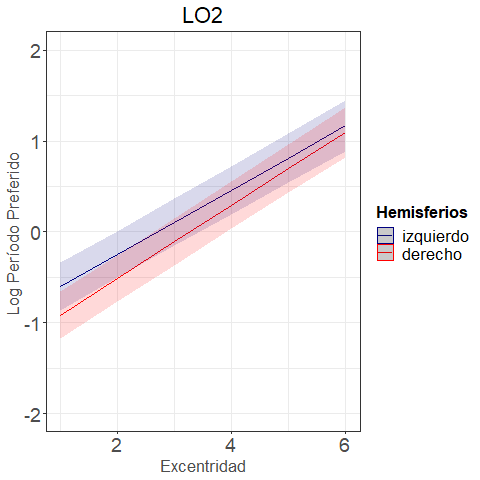 LO2
Log Período Preferido
2
1
0
-1
-2
2
4
6
Excentridad
Hemisferios
izquierdo
derecho